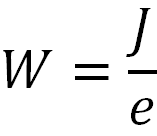 W = J/e